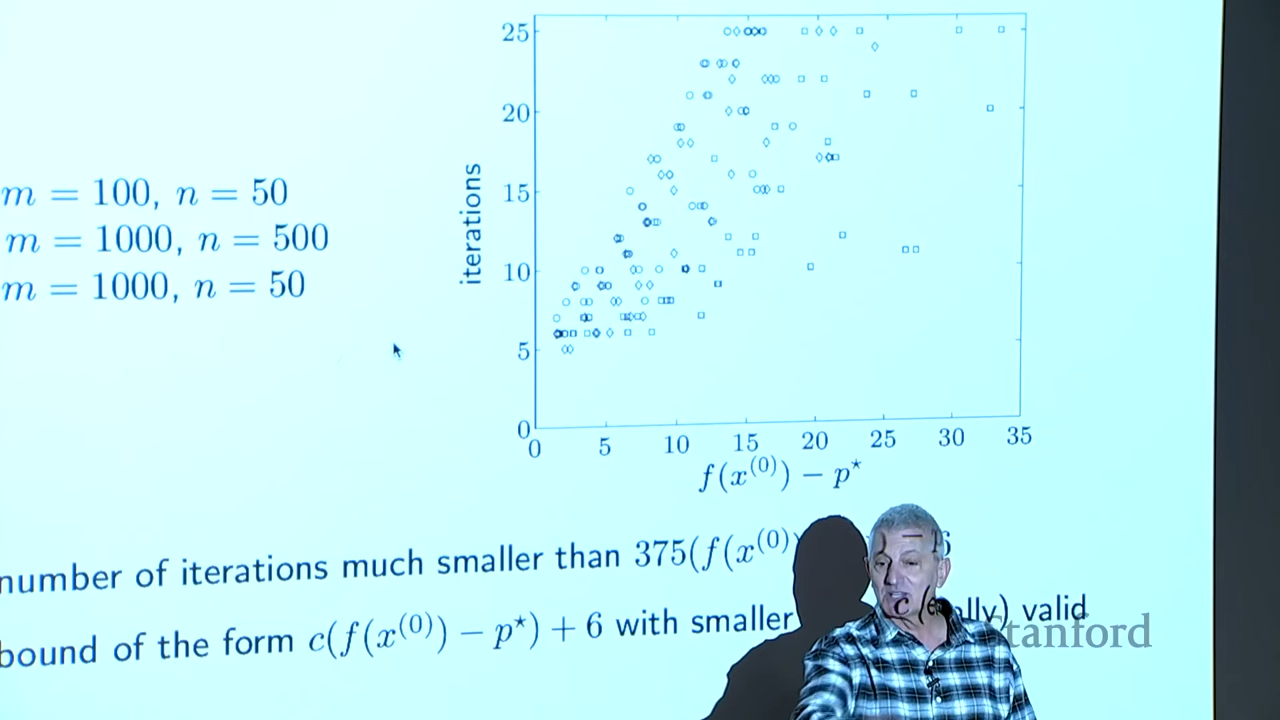 m = 100, n = 50
m = 1000, n = 500
m = 1000, n = 50
25
20
15
10
5
0
iterations
0 5 10 15 20 25 30 35
f(x^{(0)}) − p^⋆
number of iterations much smaller than 375(f(x^{(0)}) − 6
bound of the form c(f(x^{(0)}) − p^⋆) + 6 with smaller c valid